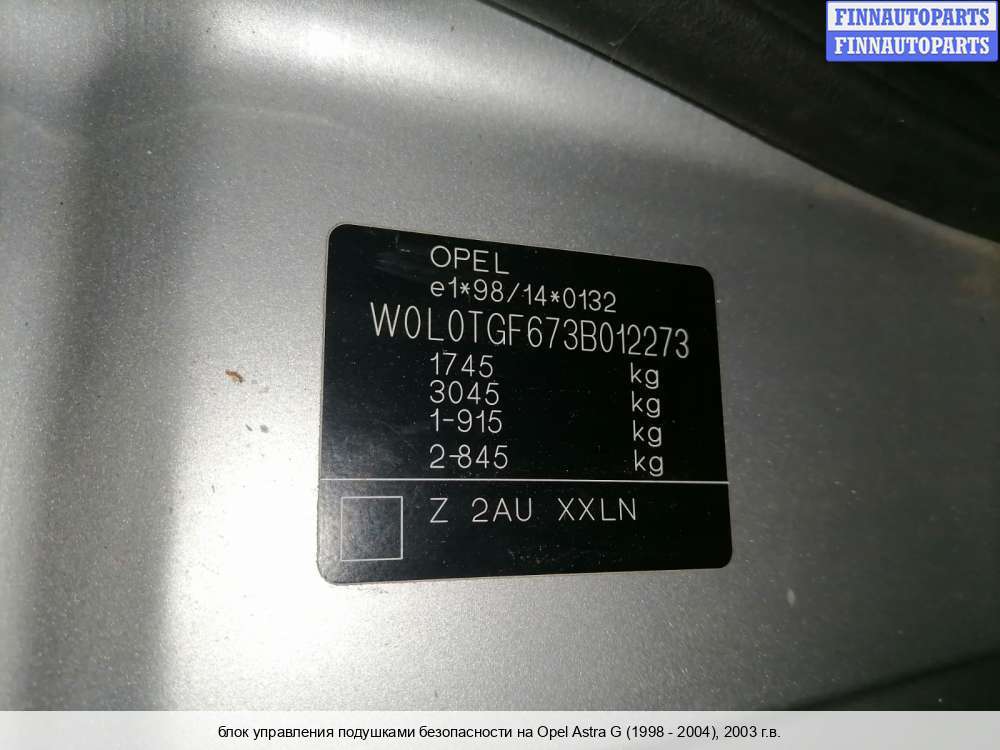 FINNAUTOPARTS
FINNAUTOPARTS
OPEL
e1*98/14*0132
W0L0TGF673B012273
1745 kg
3045 kg
1-915 kg
2-845 kg
Z 2AU XXLN
блок управления подушками безопасности на Opel Astra G (1998 - 2004), 2003 г.в.